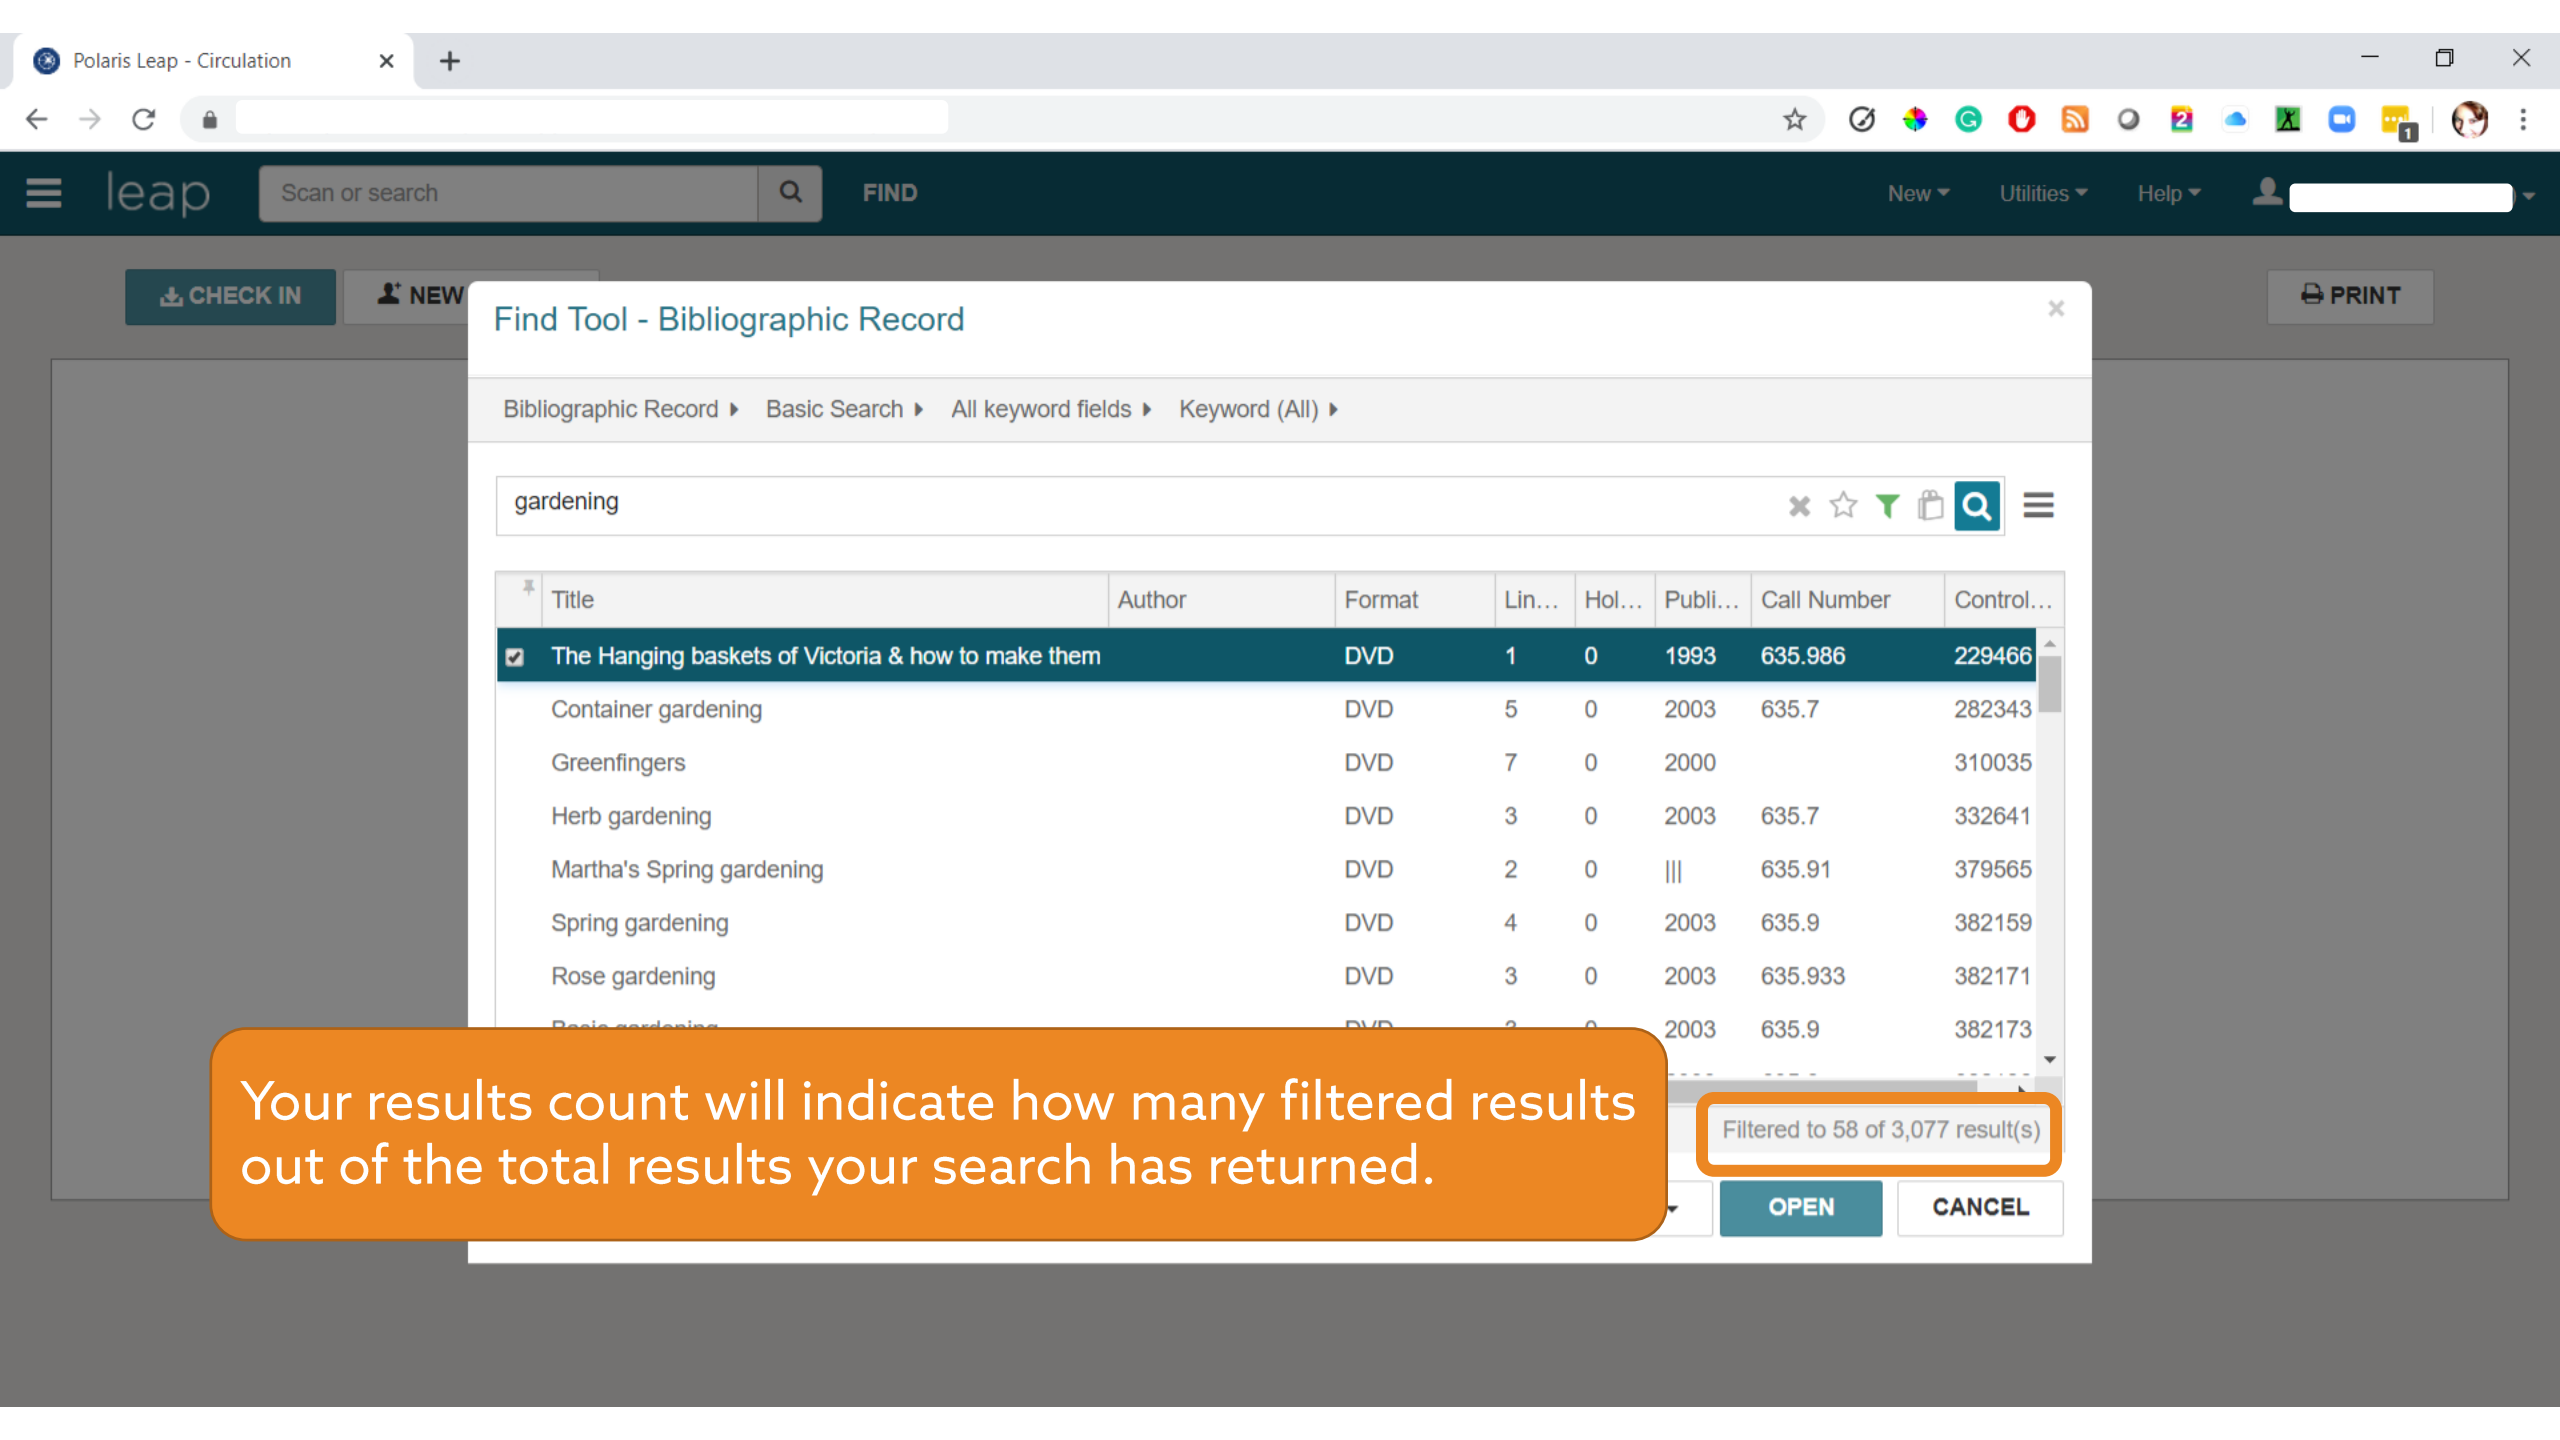 Polaris Leap - Circulation
2
1
leap
Scan or search
FIND
New
Utilities
Help
CHECK IN
NEW
PRINT
Find Tool - Bibliographic Record
Bibliographic Record
Basic Search
All keyword fields
Keyword (All)
gardening
Title Author Format Lin... Hol... Publi... Call Number Control...
The Hanging baskets of Victoria & how to make them DVD 1 0 1993 635.986 229466
Container gardening DVD 5 0 2003 635.7 282343
Greenfingers DVD 7 0 2000 310035
Herb gardening DVD 3 0 2003 635.7 332641
Martha's Spring gardening DVD 2 0 ||| 635.91 379565
Spring gardening DVD 4 0 2003 635.9 382159
Rose gardening DVD 3 0 2003 635.933 382171
Basic gardening DVD 2003 635.9 382173
Your results count will indicate how many filtered results
out of the total results your search has returned.
Filtered to 58 of 3,077 result(s)
OPEN
CANCEL